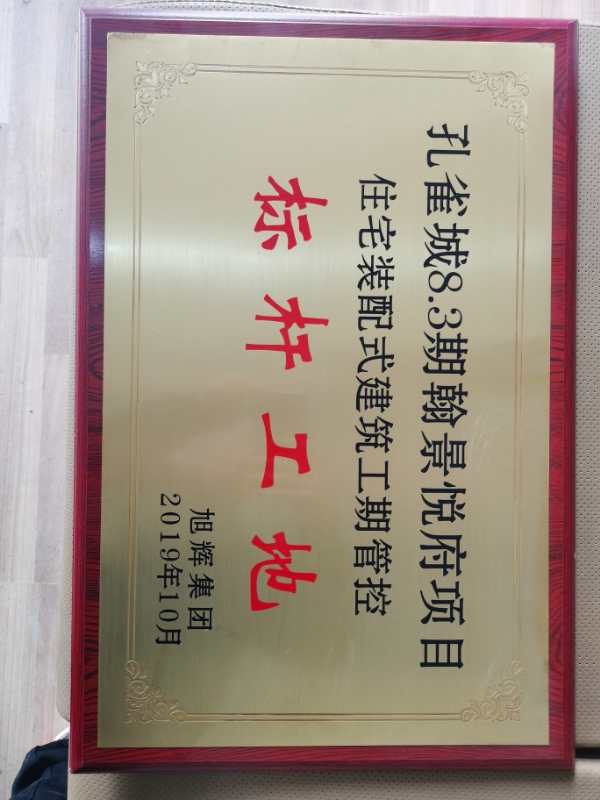 孔雀城8.3期翰景悦府项目
住宅装配式建筑工期管控
标杆工地
旭辉集团
2019年10月